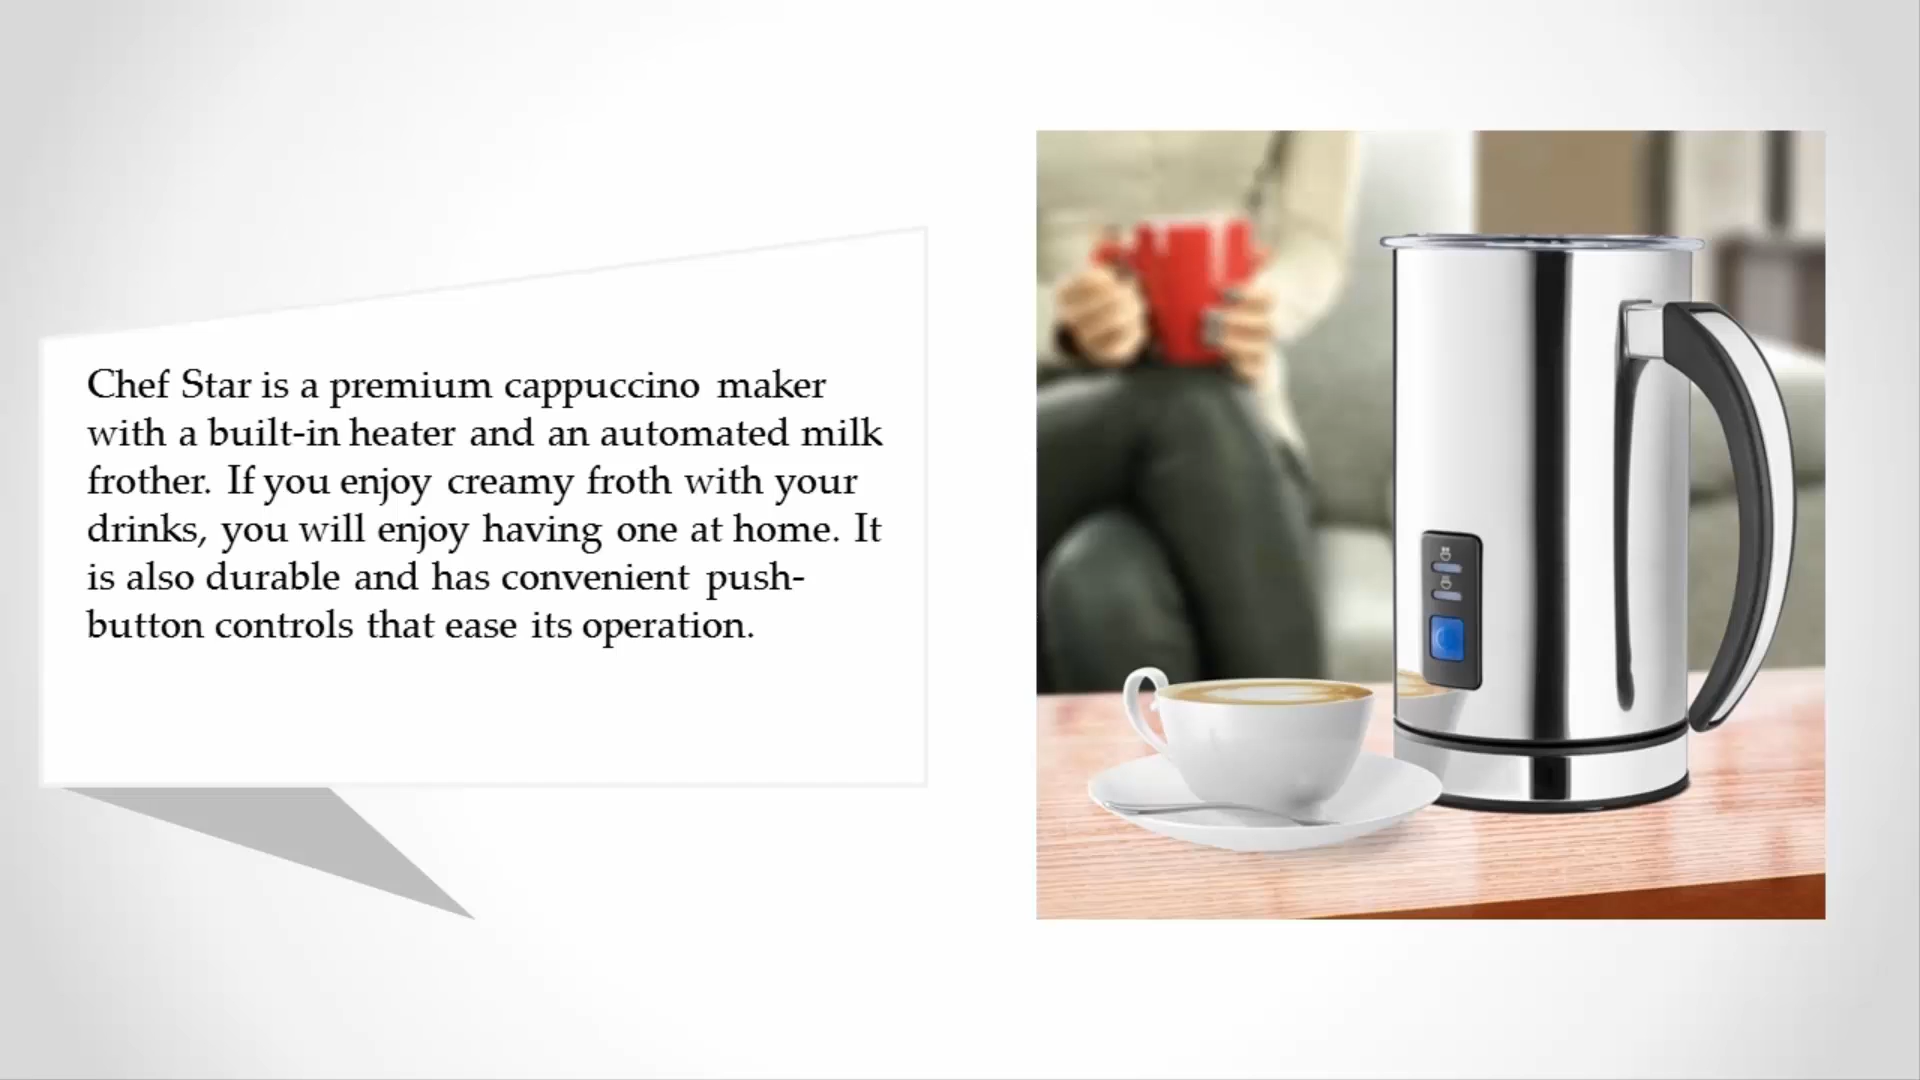 Chef Star is a premium cappuccino maker
with a built-in heater and an automated milk
frother. If you enjoy creamy froth with your
drinks, you will enjoy having one at home. It
is also durable and has convenient push-
button controls that ease its operation.